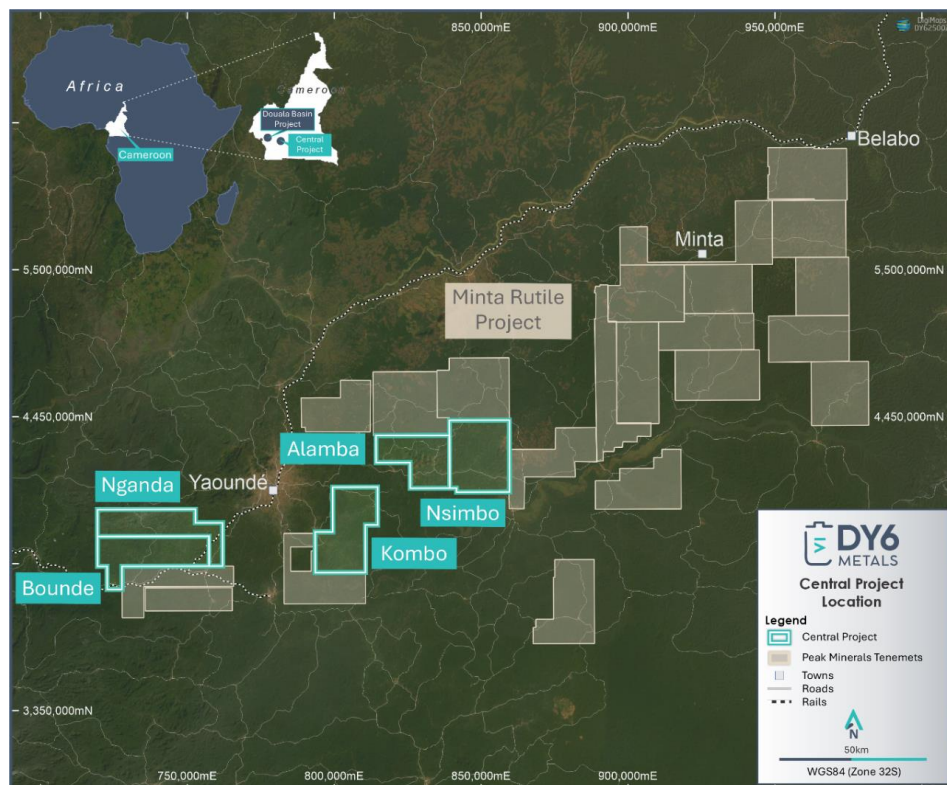 850,000mE
900,000mE
950,000mE
DigiMaps
Africa
Cameroon
Douala Basin
Project
Central
Project
Cameroon
Belabo
Minta
5,500,000mN
5,500,000mN
Minta Rutile
Project
4,450,000mN
4,450,000mN
Alamba
Nganda
Yaoundé
Nsimbo
Kombo
Bounde
DY6
METALS
Central Project
Location
Legend
Central Project
Peak Minerals Tenemets
Towns
Roads
Rails
N
50km
WGS84 (Zone 32S)
3,350,000mN
750,000mE
800,000mE
850,000mE
900,000mE